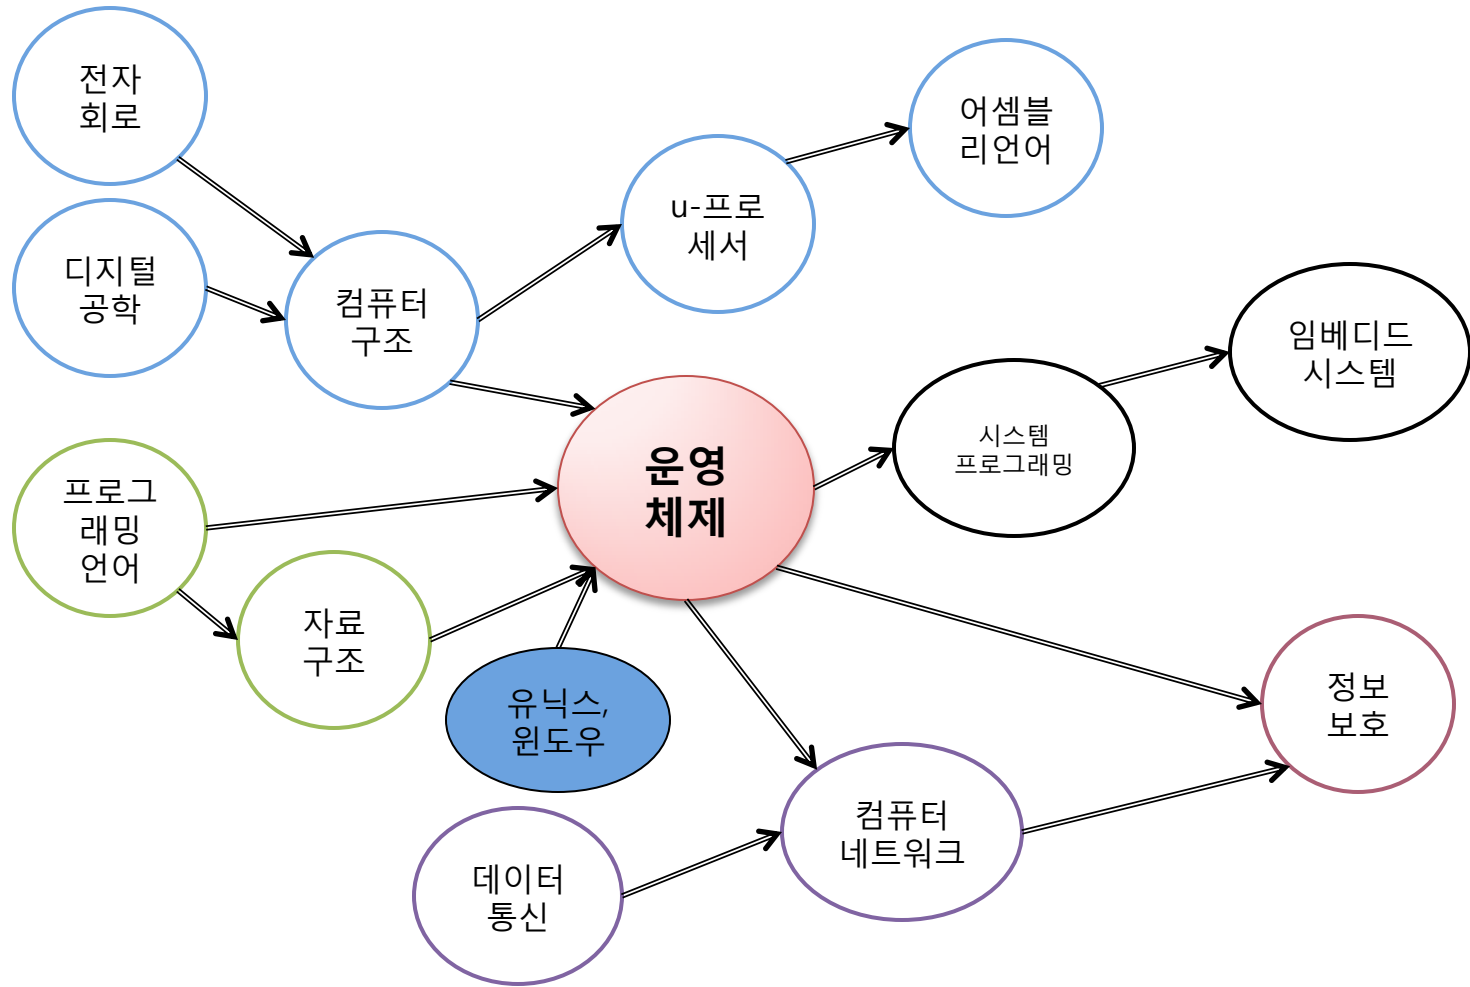 전자
회로
어셈블
리언어
u-프로
세서
디지털
공학
컴퓨터
구조
임베디드
시스템
시스템
프로그래밍
운영
체제
프로그
래밍
언어
자료
구조
유닉스,
윈도우
정보
보호
컴퓨터
네트워크
데이터
통신